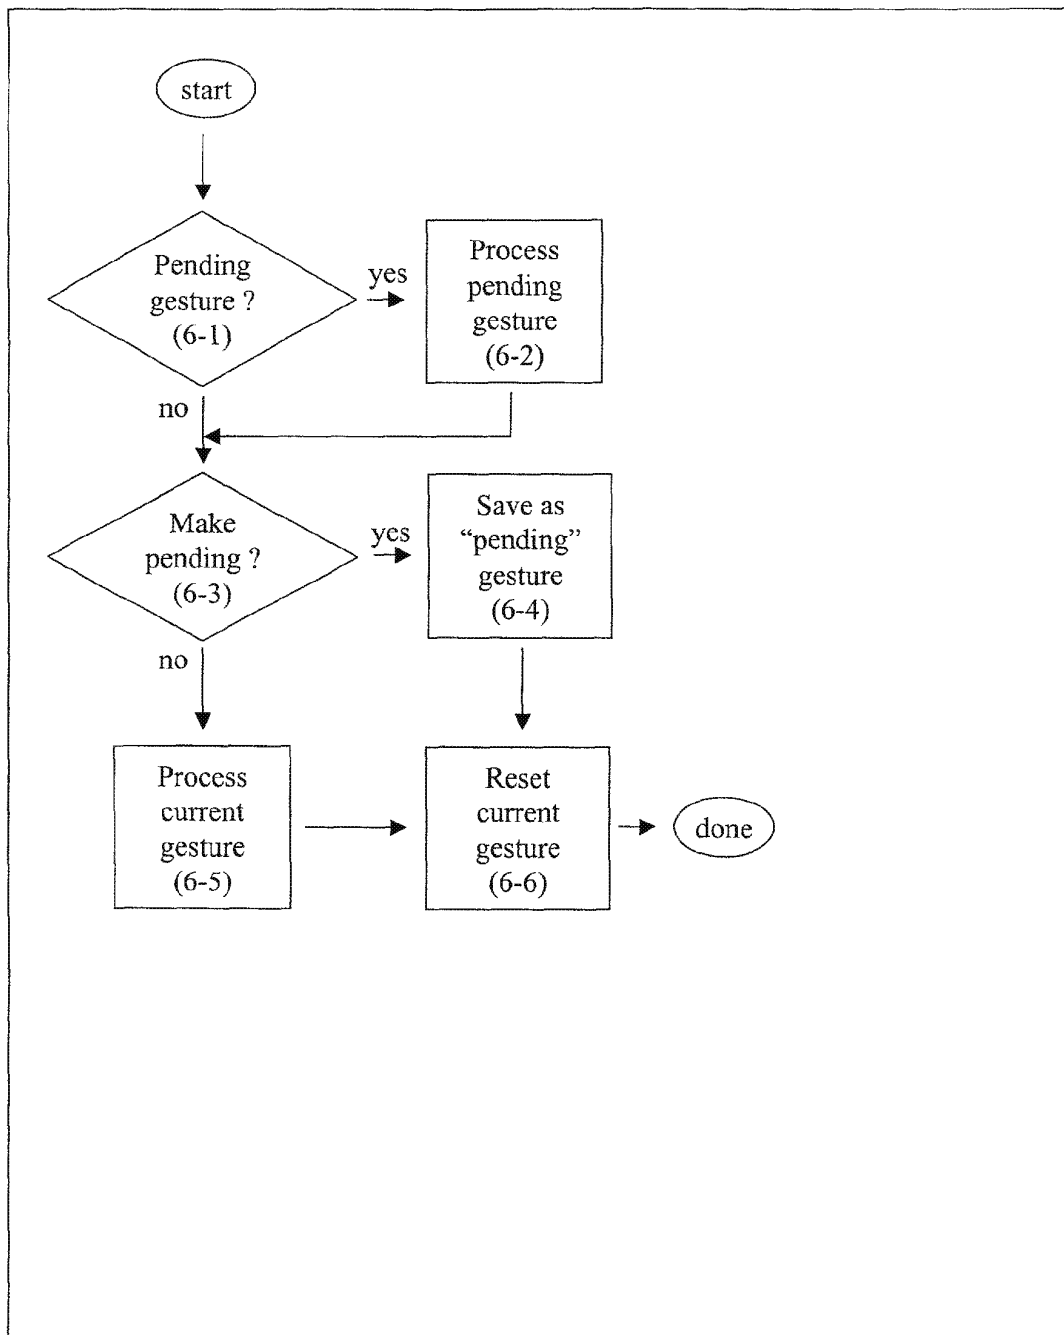 start
Pending
gesture ?
(6-1)
yes
Process
pending
gesture
(6-2)
no
Make
pending ?
(6-3)
yes
Save as
“pending”
gesture
(6-4)
no
Process
current
gesture
(6-5)
Reset
current
gesture
(6-6)
done